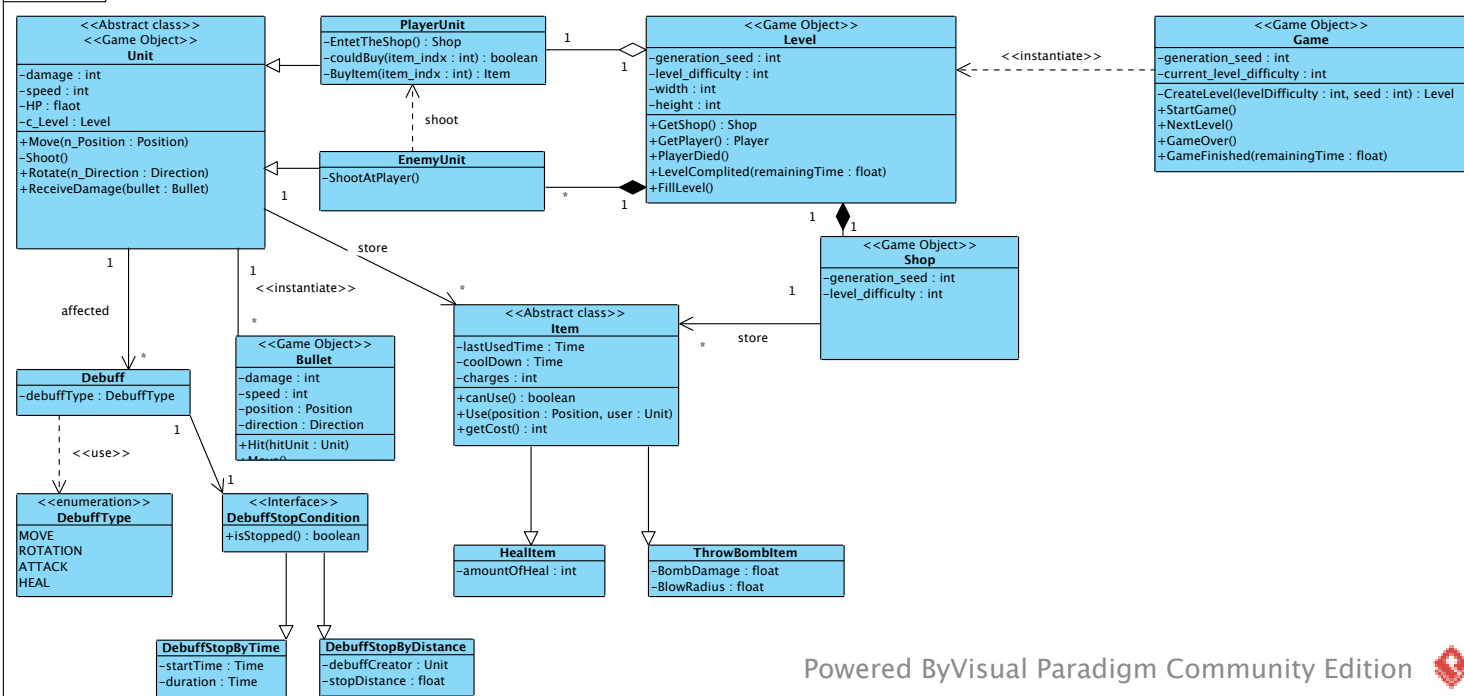 <<Abstract class>>
<<Game Object>>
Unit
-damage : int
-speed : int
-HP : flaot
-c_Level : Level
+Move(n_Position : Position)
-Shoot()
+Rotate(n_Direction : Direction)
+ReceiveDamage(bullet : Bullet)
PlayerUnit
-EntetTheShop() : Shop
-couldBuy(item_indx : int) : boolean
-BuyItem(item_indx : int) : Item
1
1
shoot
EnemyUnit
-ShootAtPlayer()
*
1
<<Game Object>>
Level
-generation_seed : int
-level_difficulty : int
-width : int
-height : int
+GetShop() : Shop
+GetPlayer() : Player
+PlayerDied()
+LevelComplited(remainingTime : float)
+FillLevel()
<<instantiate>>
<<Game Object>>
Game
-generation_seed : int
-current_level_difficulty : int
-CreateLevel(levelDifficulty : int, seed : int) : Level
+StartGame()
+NextLevel()
+GameOver()
+GameFinished(remainingTime : float)
1
1
<<Game Object>>
Shop
-generation_seed : int
-level_difficulty : int
1
store
*
1
store
*
1
affected
*
1
<<instantiate>>
*
<<Game Object>>
Bullet
-damage : int
-speed : int
-position : Position
-direction : Direction
+Hit(hitUnit : Unit)
+Move()
<<Abstract class>>
Item
-lastUsedTime : Time
-coolDown : Time
-charges : int
+canUse() : boolean
+Use(position : Position, user : Unit)
+getCost() : int
Debuff
-debuffType : DebuffType
<<use>>
1
1
<<enumeration>>
DebuffType
MOVE
ROTATION
ATTACK
HEAL
<<Interface>>
DebuffStopCondition
+isStopped() : boolean
HealItem
-amountOfHeal : int
ThrowBombItem
-BombDamage : float
-BlowRadius : float
DebuffStopByTime
-startTime : Time
-duration : Time
DebuffStopByDistance
-debuffCreator : Unit
-stopDistance : float
Powered ByVisual Paradigm Community Edition